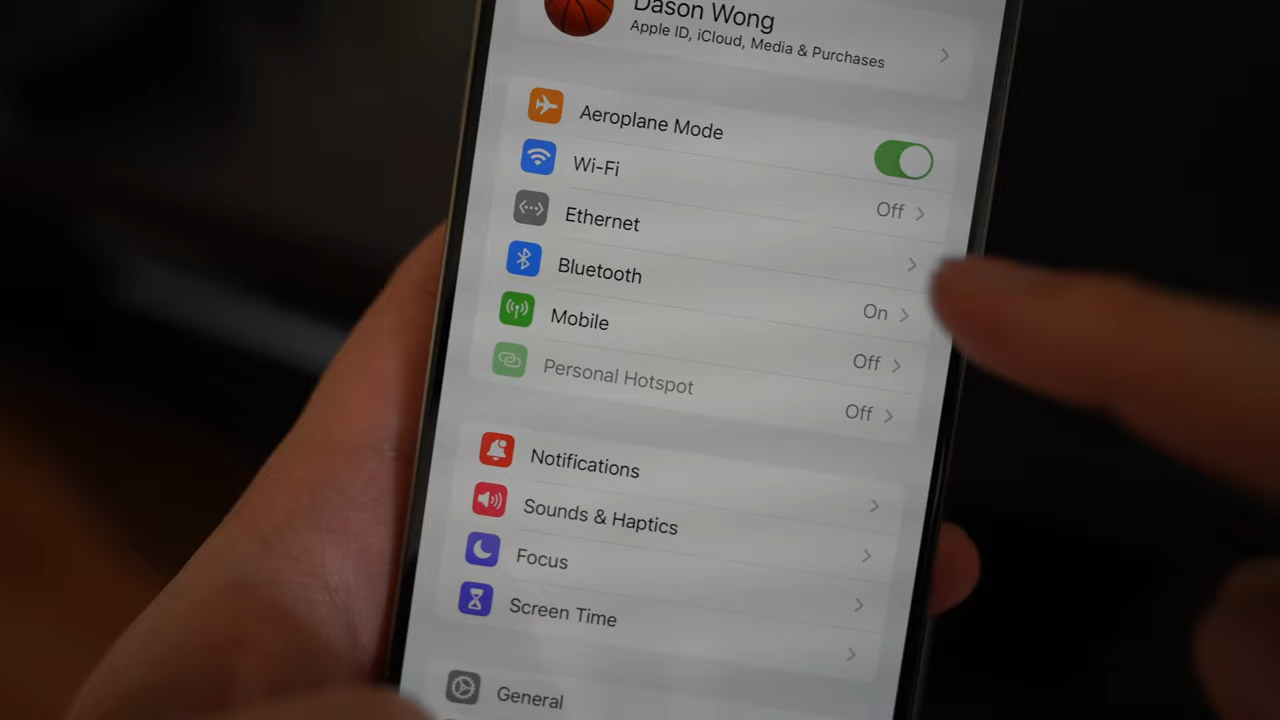 Dason Wong
Apple ID, iCloud, Media & Purchases
Aeroplane Mode
Wi-Fi
Off
Ethernet
Bluetooth
On
Mobile
Off
Personal Hotspot
Off
Notifications
Sounds & Haptics
Focus
Screen Time
General